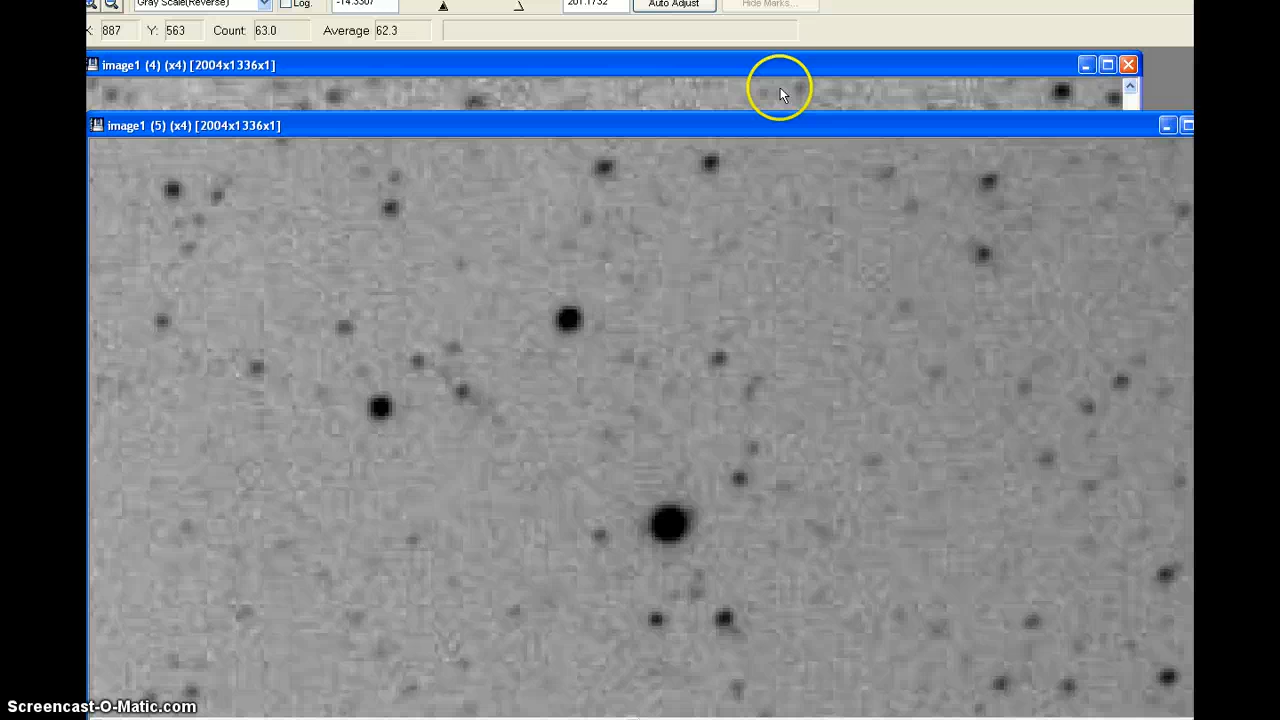 Gray Scale(Reverse) Log. -14.3307 201.1732 Auto Adjust Hide Marks...
X: 887 Y: 563 Count 63.0 Average 62.3
image1 (4) (x4) [2004x1336x1]
image1 (5) (x4) [2004x1336x1]
Screencast-O-Matic.com